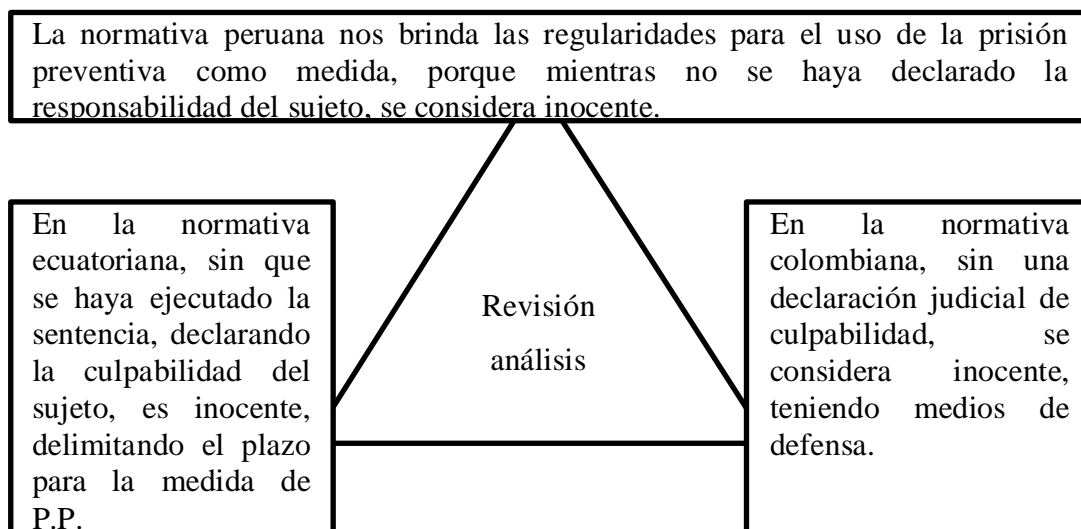 La normativa peruana nos brinda las regularidades para el uso de la prisión
preventiva como medida, porque mientras no se haya declarado la
responsabilidad del sujeto, se considera inocente.
En la normativa
ecuatoriana, sin que
se haya ejecutado la
sentencia, declarando
la culpabilidad del
sujeto, es inocente,
delimitando el plazo
para la medida de
P.P.
Revisión
análisis
En la normativa
colombiana, sin una
declaración judicial de
culpabilidad, se
considera inocente,
teniendo medios de
defensa.